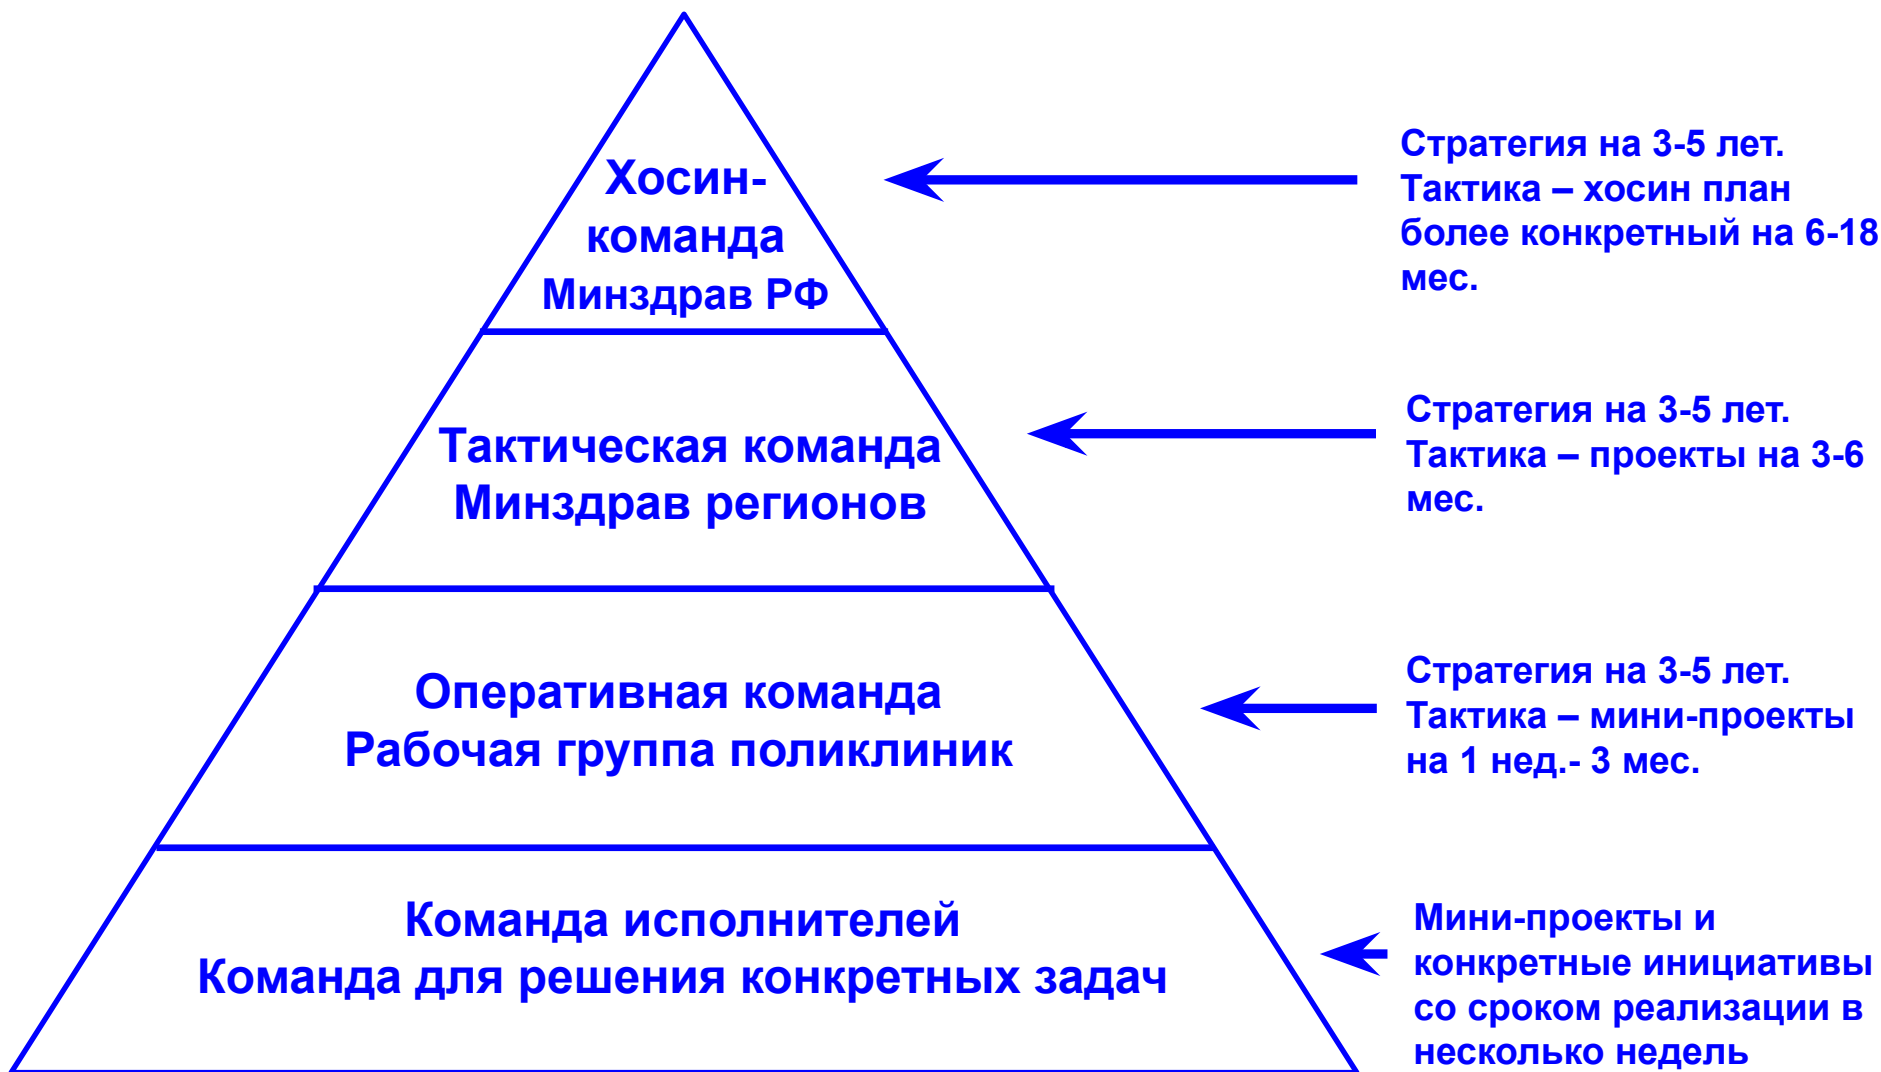 Хосин-
команда
Минздрав РФ
Стратегия на 3-5 лет.
Тактика – хосин план
более конкретный на 6-18
мес.
Тактическая команда
Минздрав регионов
Стратегия на 3-5 лет.
Тактика – проекты на 3-6
мес.
Оперативная команда
Рабочая группа поликлиник
Стратегия на 3-5 лет.
Тактика – мини-проекты
на 1 нед.- 3 мес.
Команда исполнителей
Команда для решения конкретных задач
Мини-проекты и
конкретные инициативы
со сроком реализации в
несколько недель